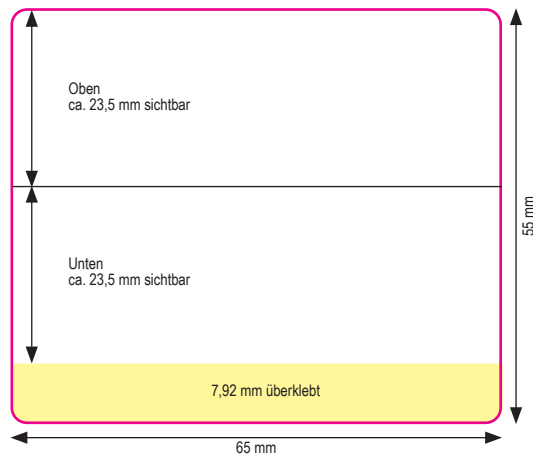 Oben
ca. 23,5 mm sichtbar
55 mm
Unten
ca. 23,5 mm sichtbar
7,92 mm überklebt
65 mm